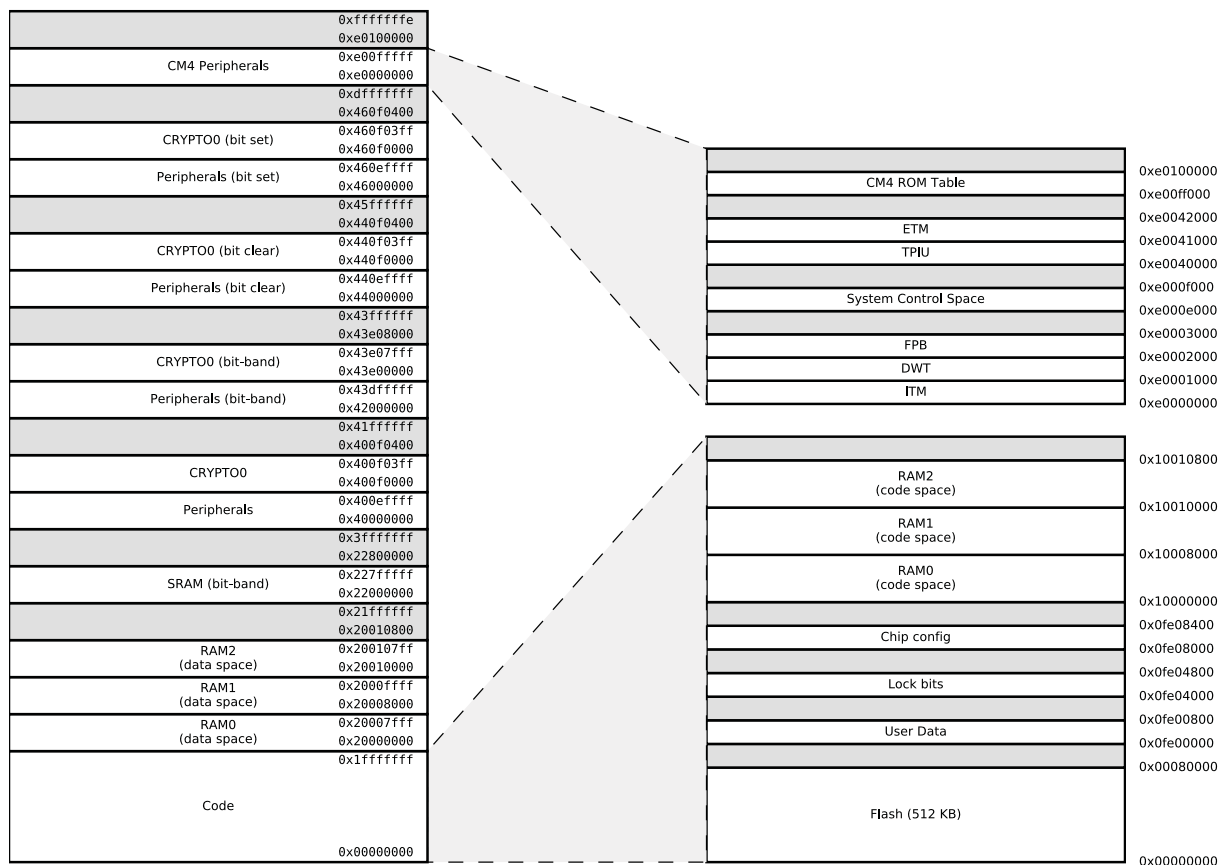 0xfffffffe
0xe0100000
CM4 Peripherals
0xe00fffff
0xe0000000
0xdfffffff
0x460f0400
CRYPTO0 (bit set)
0x460f03ff
0x460f0000
Peripherals (bit set)
0x460effff
0x46000000
0x45ffffff
0x440f0400
CRYPTO0 (bit clear)
0x440f03ff
0x440f0000
Peripherals (bit clear)
0x440effff
0x44000000
0x43ffffff
0x43e08000
CRYPTO0 (bit-band)
0x43e07fff
0x43e00000
Peripherals (bit-band)
0x43dfffff
0x42000000
0x41ffffff
0x400f0400
CRYPTO0
0x400f03ff
0x400f0000
Peripherals
0x400effff
0x40000000
0x3fffffff
0x22800000
SRAM (bit-band)
0x227fffff
0x22000000
0x21ffffff
0x20010800
RAM2
(data space)
0x200107ff
0x20010000
RAM1
(data space)
0x2000ffff
0x20008000
RAM0
(data space)
0x20007fff
0x20000000
0x1fffffff
Code
0x00000000
0xe0100000
CM4 ROM Table
0xe00ff000
0xe0042000
ETM
0xe0041000
TPIU
0xe0040000
0xe000f000
System Control Space
0xe000e000
0xe0003000
FPB
0xe0002000
DWT
0xe0001000
ITM
0xe0000000
0x10010800
RAM2
(code space)
0x10010000
RAM1
(code space)
0x10008000
RAM0
(code space)
0x10000000
0x0fe08400
Chip config
0x0fe08000
0x0fe04800
Lock bits
0x0fe04000
0x0fe00800
User Data
0x0fe00000
0x00080000
Flash (512 KB)
0x00000000